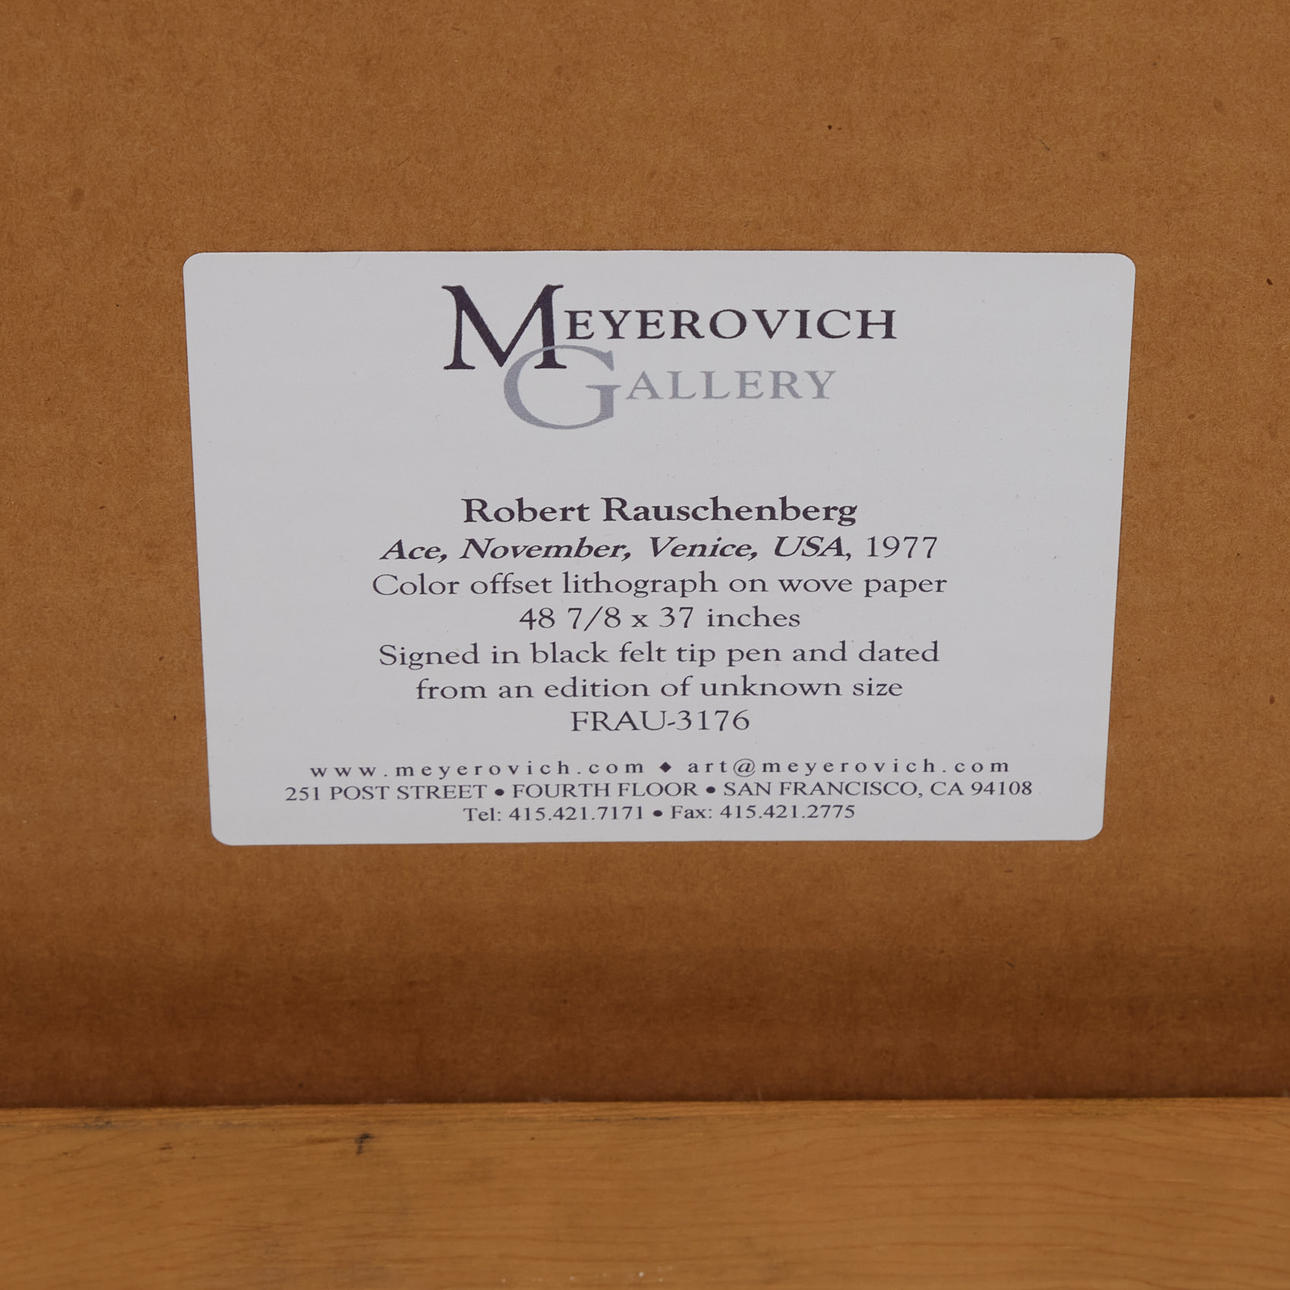 MEYEROVICH
GALLERY
Robert Rauschenberg
Ace, November, Venice, USA, 1977
Color offset lithograph on wove paper
48 7/8 x 37 inches
Signed in black felt tip pen and dated
from an edition of unknown size
FRAU-3176
www.meyerovich.com ♦ art@meyerovich.com
251 POST STREET • FOURTH FLOOR • SAN FRANCISCO, CA 94108
Tel: 415.421.7171 • Fax: 415.421.2775